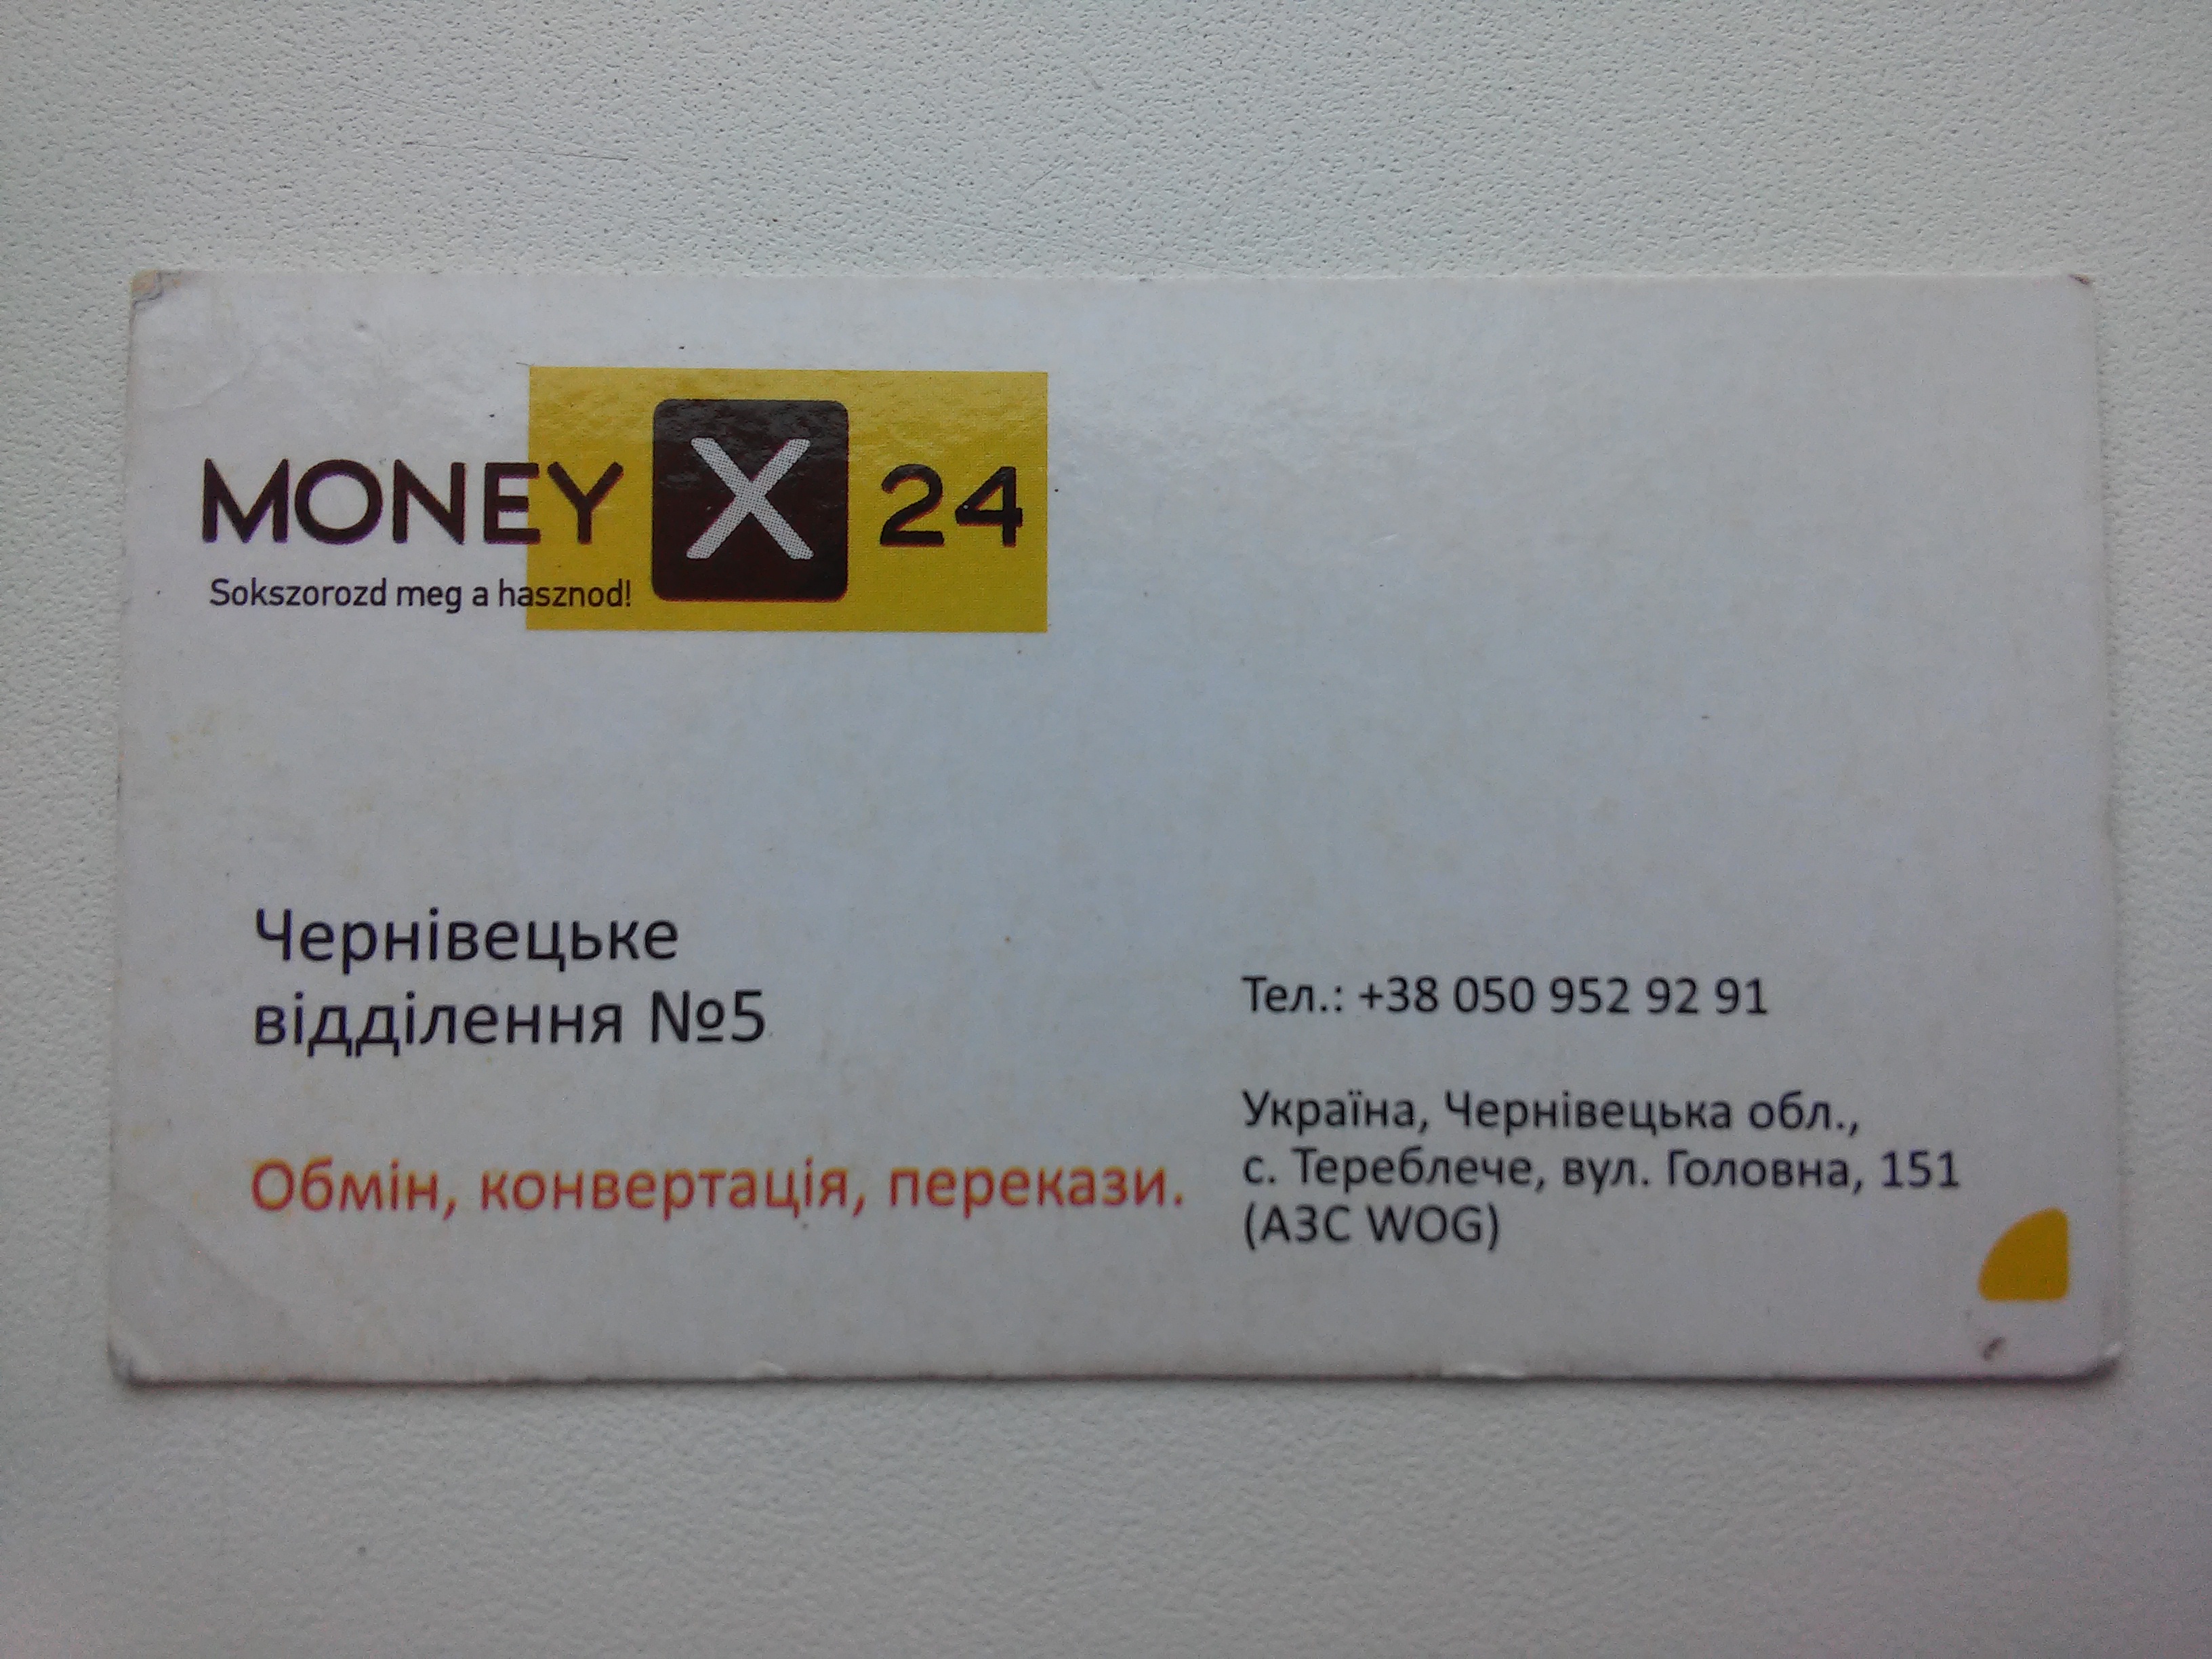 MONEY X 24
Sokszorozd meg a hasznod!
Чернівецьке
відділення №5
Обмін, конвертація, перекази.
Тел.: +38 050 952 92 91
Україна, Чернівецька обл.,
с. Тереблече, вул. Головна, 151
(АЗС WOG)